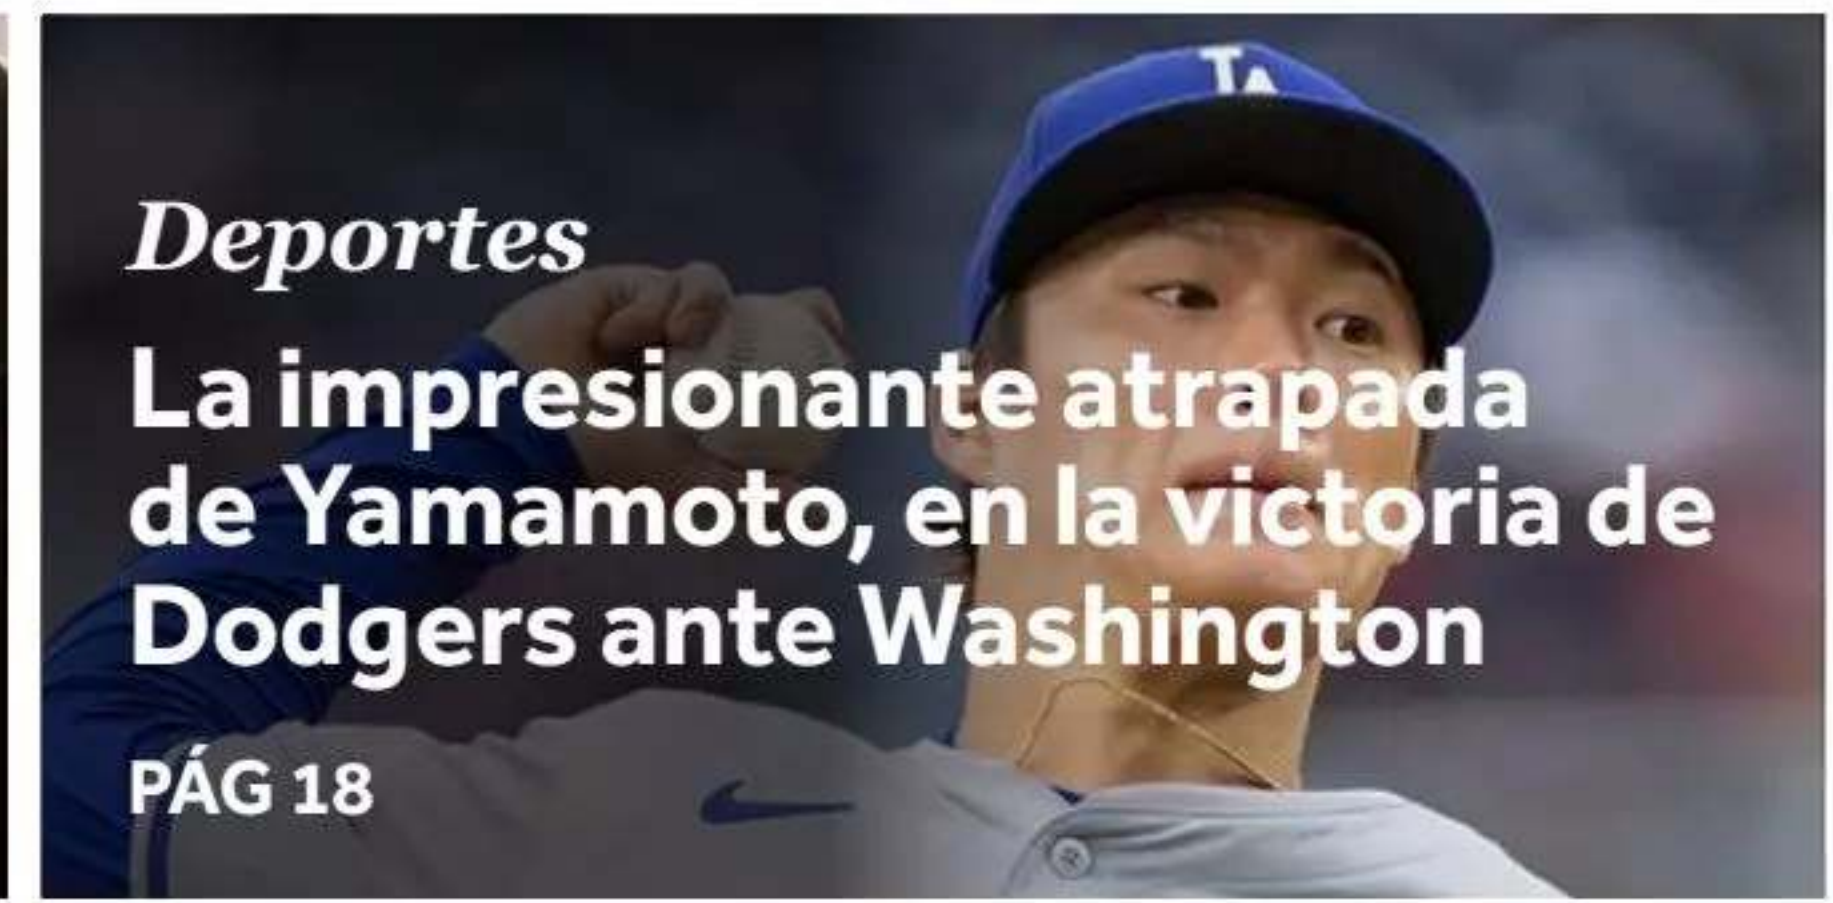 Deportes
La impresionante atrapada
de Yamamoto, en la victoria de
Dodgers ante Washington
PÁG 18